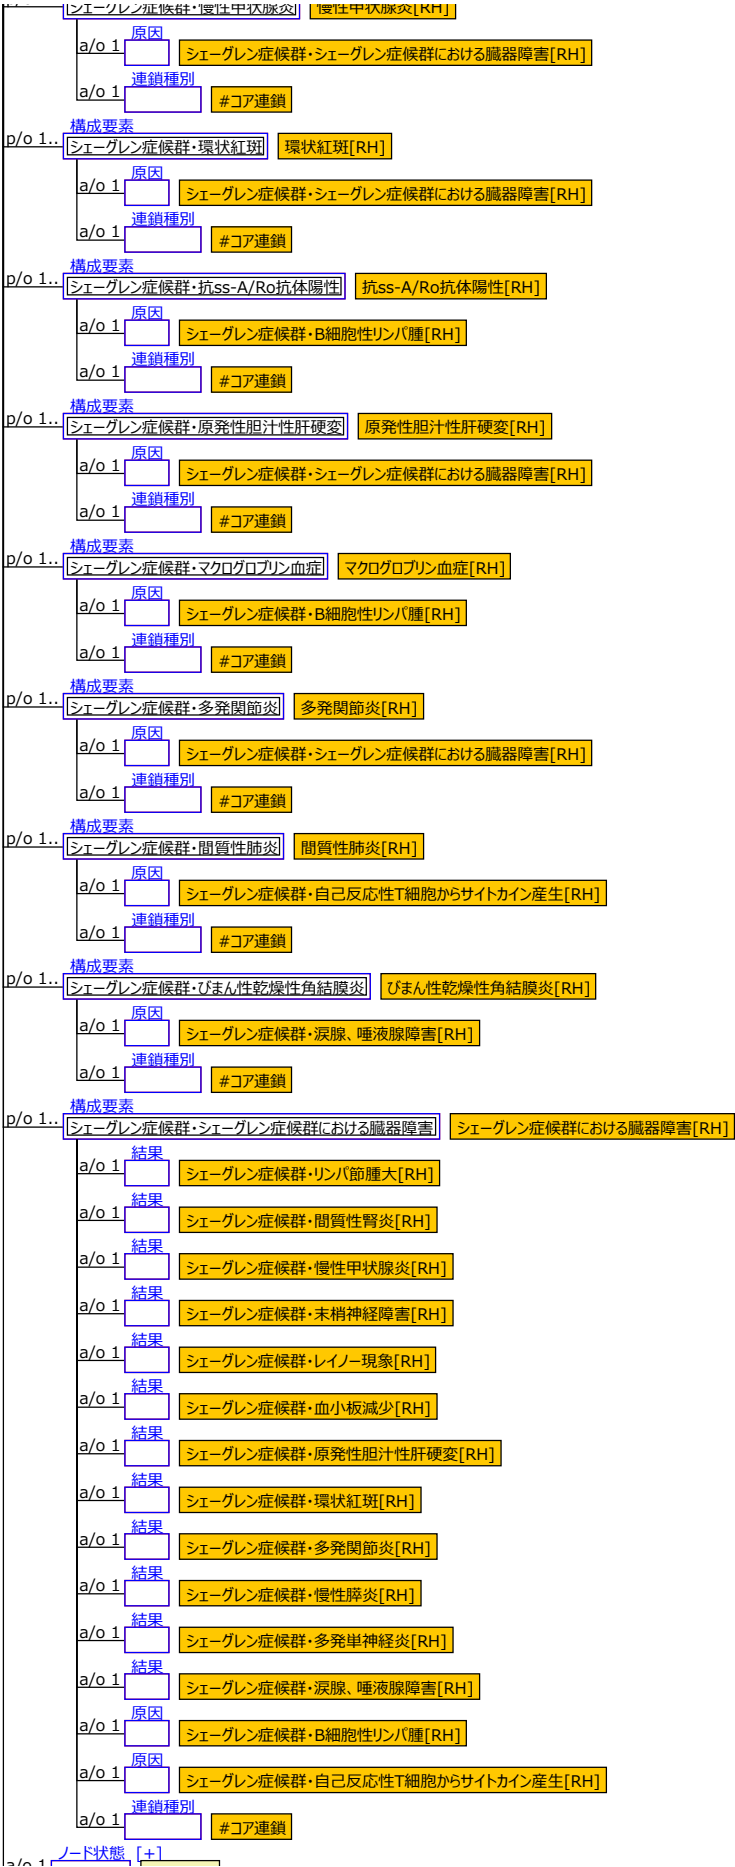 シェーグレン症候群・慢性甲状腺炎 慢性甲状腺炎[RH]
原因
a/o 1 シェーグレン症候群・シェーグレン症候群における臓器障害[RH]
連鎖種別
a/o 1 #コア連鎖
構成要素
p/o 1.. シェーグレン症候群・環状紅斑 環状紅斑[RH]
原因
a/o 1 シェーグレン症候群・シェーグレン症候群における臓器障害[RH]
連鎖種別
a/o 1 #コア連鎖
構成要素
p/o 1.. シェーグレン症候群・抗ss-A/Ro抗体陽性 抗ss-A/Ro抗体陽性[RH]
原因
a/o 1 シェーグレン症候群・B細胞性リンパ腫[RH]
連鎖種別
a/o 1 #コア連鎖
構成要素
p/o 1.. シェーグレン症候群・原発性胆汁性肝硬変 原発性胆汁性肝硬変[RH]
原因
a/o 1 シェーグレン症候群・シェーグレン症候群における臓器障害[RH]
連鎖種別
a/o 1 #コア連鎖
構成要素
p/o 1.. シェーグレン症候群・マクログロブリン血症 マクログロブリン血症[RH]
原因
a/o 1 シェーグレン症候群・B細胞性リンパ腫[RH]
連鎖種別
a/o 1 #コア連鎖
構成要素
p/o 1.. シェーグレン症候群・多発関節炎 多発関節炎[RH]
原因
a/o 1 シェーグレン症候群・シェーグレン症候群における臓器障害[RH]
連鎖種別
a/o 1 #コア連鎖
構成要素
p/o 1.. シェーグレン症候群・間質性肺炎 間質性肺炎[RH]
原因
a/o 1 シェーグレン症候群・自己反応性T細胞からサイトカイン産生[RH]
連鎖種別
a/o 1 #コア連鎖
構成要素
p/o 1.. シェーグレン症候群・びまん性乾燥性角結膜炎 びまん性乾燥性角結膜炎[RH]
原因
a/o 1 シェーグレン症候群・涙腺、唾液腺障害[RH]
連鎖種別
a/o 1 #コア連鎖
構成要素
p/o 1.. シェーグレン症候群・シェーグレン症候群における臓器障害 シェーグレン症候群における臓器障害[RH]
結果
a/o 1 シェーグレン症候群・リンパ節腫大[RH]
結果
a/o 1 シェーグレン症候群・間質性腎炎[RH]
結果
a/o 1 シェーグレン症候群・慢性甲状腺炎[RH]
結果
a/o 1 シェーグレン症候群・末梢神経障害[RH]
結果
a/o 1 シェーグレン症候群・レイノー現象[RH]
結果
a/o 1 シェーグレン症候群・血小板減少[RH]
結果
a/o 1 シェーグレン症候群・原発性胆汁性肝硬変[RH]
結果
a/o 1 シェーグレン症候群・環状紅斑[RH]
結果
a/o 1 シェーグレン症候群・多発関節炎[RH]
結果
a/o 1 シェーグレン症候群・慢性膵炎[RH]
結果
a/o 1 シェーグレン症候群・多発単神経炎[RH]
結果
a/o 1 シェーグレン症候群・涙腺、唾液腺障害[RH]
原因
a/o 1 シェーグレン症候群・B細胞性リンパ腫[RH]
原因
a/o 1 シェーグレン症候群・自己反応性T細胞からサイトカイン産生[RH]
連鎖種別
a/o 1 #コア連鎖
ノード状態 [+]
a/o 1